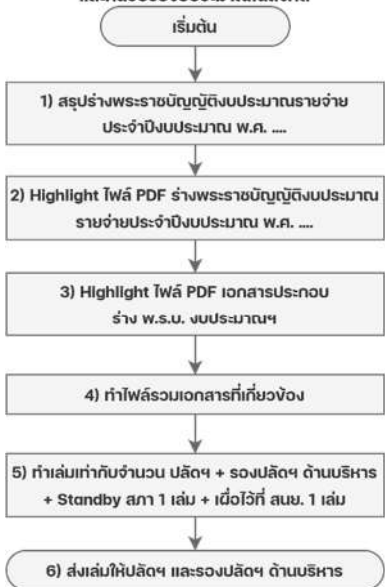 เริ่มต้น
1) สรุปร่างพระราชบัญญัติงบประมาณรายจ่าย
ประจำปีงบประมาณ พ.ศ. ....
2) Highlight ไฟล์ PDF ร่างพระราชบัญญัติงบประมาณ
รายจ่ายประจำปีงบประมาณ พ.ศ. ....
3) Highlight ไฟล์ PDF เอกสารประกอบ
ร่าง พ.ร.บ. งบประมาณฯ
4) ทำไฟล์รวมเอกสารที่เกี่ยวข้อง
5) ทำเล่มเท่ากับจำนวน ปลัดฯ + รองปลัดฯ ด้านบริหาร
+ Standby สภา 1 เล่ม + เผื่อไว้ที่ สนย. 1 เล่ม
6) ส่งเล่มให้ปลัดฯ และรองปลัดฯ ด้านบริหาร